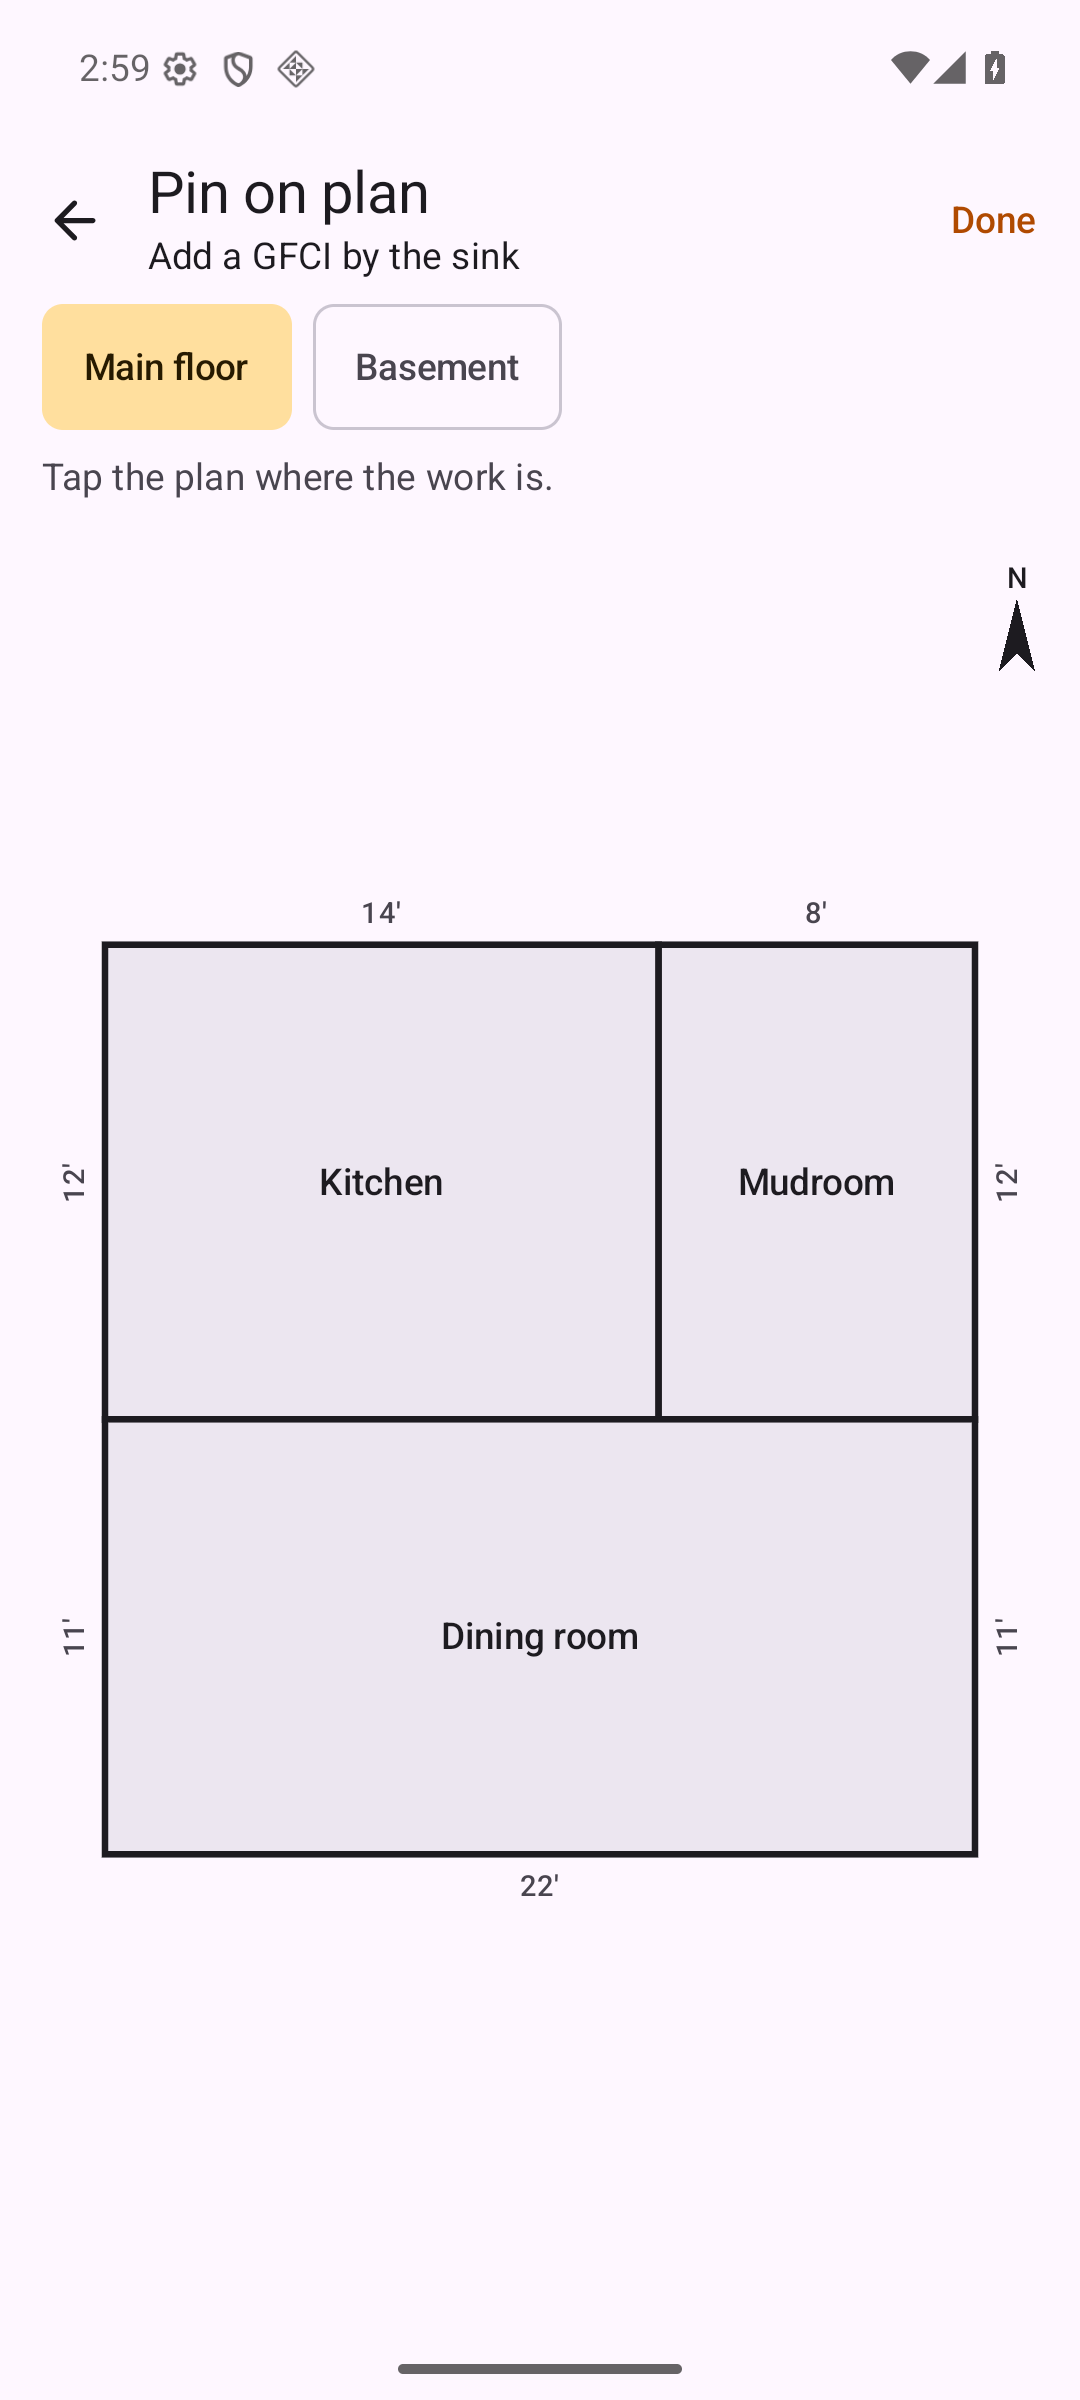 2:59
Pin on plan
Add a GFCI by the sink
Done
Main floor
Basement
Tap the plan where the work is.
N
14'
8'
12'
Kitchen
Mudroom
12'
11'
Dining room
11'
22'